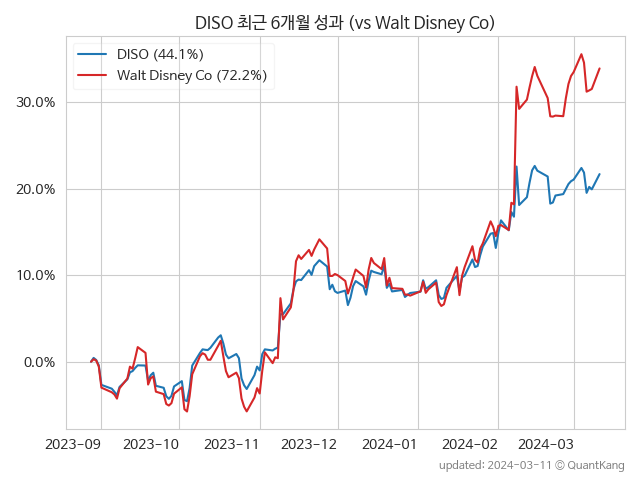 DISO 최근 6개월 성과 (vs Walt Disney Co)
DISO (44.1%)
Walt Disney Co (72.2%)
30.0%
20.0%
10.0%
0.0%
2023-09 2023-10 2023-11 2023-12 2024-01 2024-02 2024-03
updated: 2024-03-11 © QuantKang